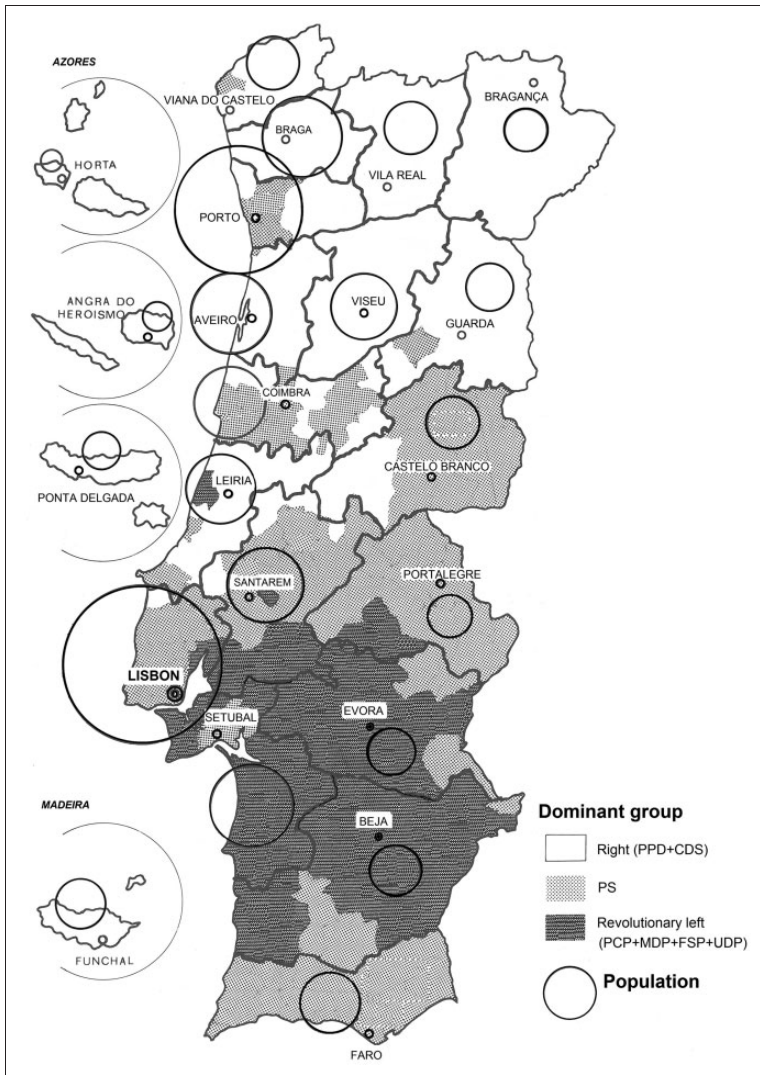 AZORES
HORTA
ANGRA DO
HEROISMO
PONTA DELGADA
VIANA DO CASTELO
BRAGA
VILA REAL
BRAGANÇA
PORTO
AVEIRO
VISEU
GUARDA
COIMBRA
CASTELO BRANCO
LEIRIA
SANTAREM
PORTALEGRE
LISBON
SETUBAL
EVORA
BEJA
FARO
MADEIRA
FUNCHAL
Dominant group
Right (PPD+CDS)
PS
Revolutionary left
(PCP+MDP+FSP+UDP)
Population